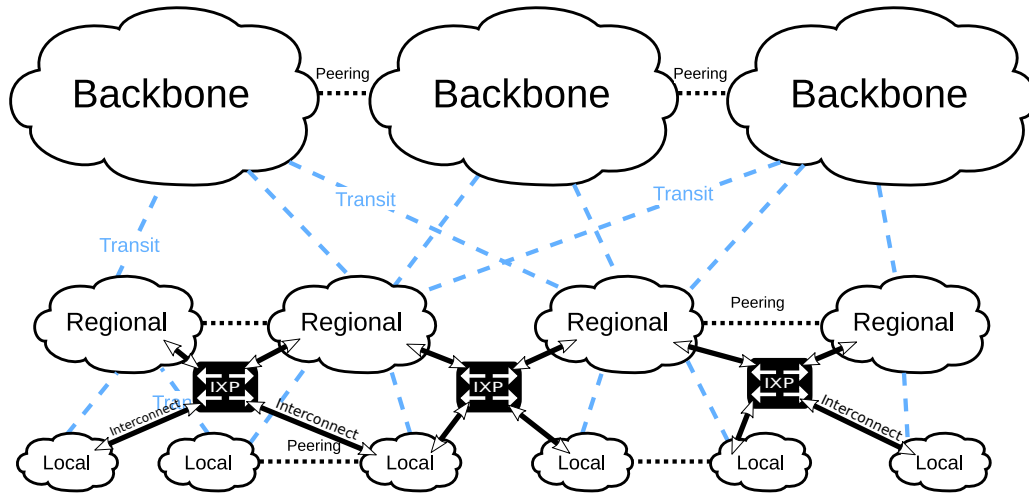 Backbone
Peering
Backbone
Peering
Backbone
Transit
Transit
Transit
Regional
Regional
Regional
Peering
Regional
IXP
IXP
IXP
Transit
Interconnect
Interconnect
Interconnect
Local
Local
Peering
Local
Local
Local
Local